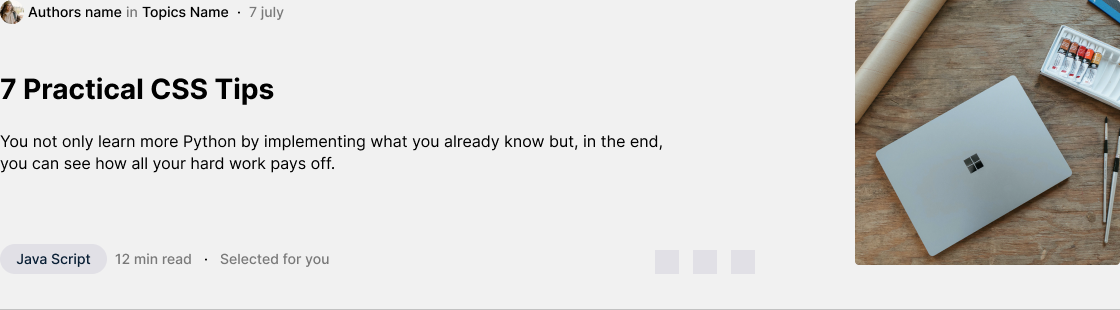 Authors name in Topics Name · 7 july
7 Practical CSS Tips
You not only learn more Python by implementing what you already know but, in the end,
you can see how all your hard work pays off.
Java Script 12 min read · Selected for you